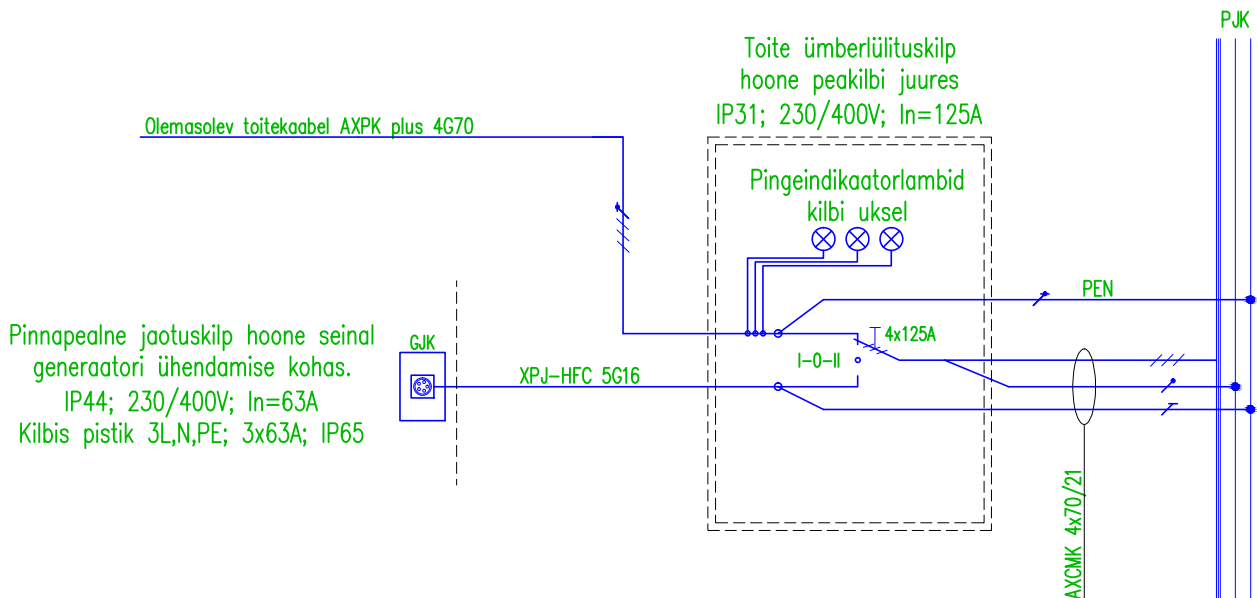 PJK
Toite ümberlülituskilp
hoone peakilbi juures
IP31; 230/400V; In=125A
Olemasolev toitekaabel AXPK plus 4G70
Pingeindikaatorlambid
kilbi uksel
PEN
4x125A
I-0-II
Pinnapealne jaotuskilp hoone seinal
generaatori ühendamise kohas.
IP44; 230/400V; In=63A
Kilbis pistik 3L,N,PE; 3x63A; IP65
GJK
XPJ-HFC 5G16
AXCMK 4x70/21